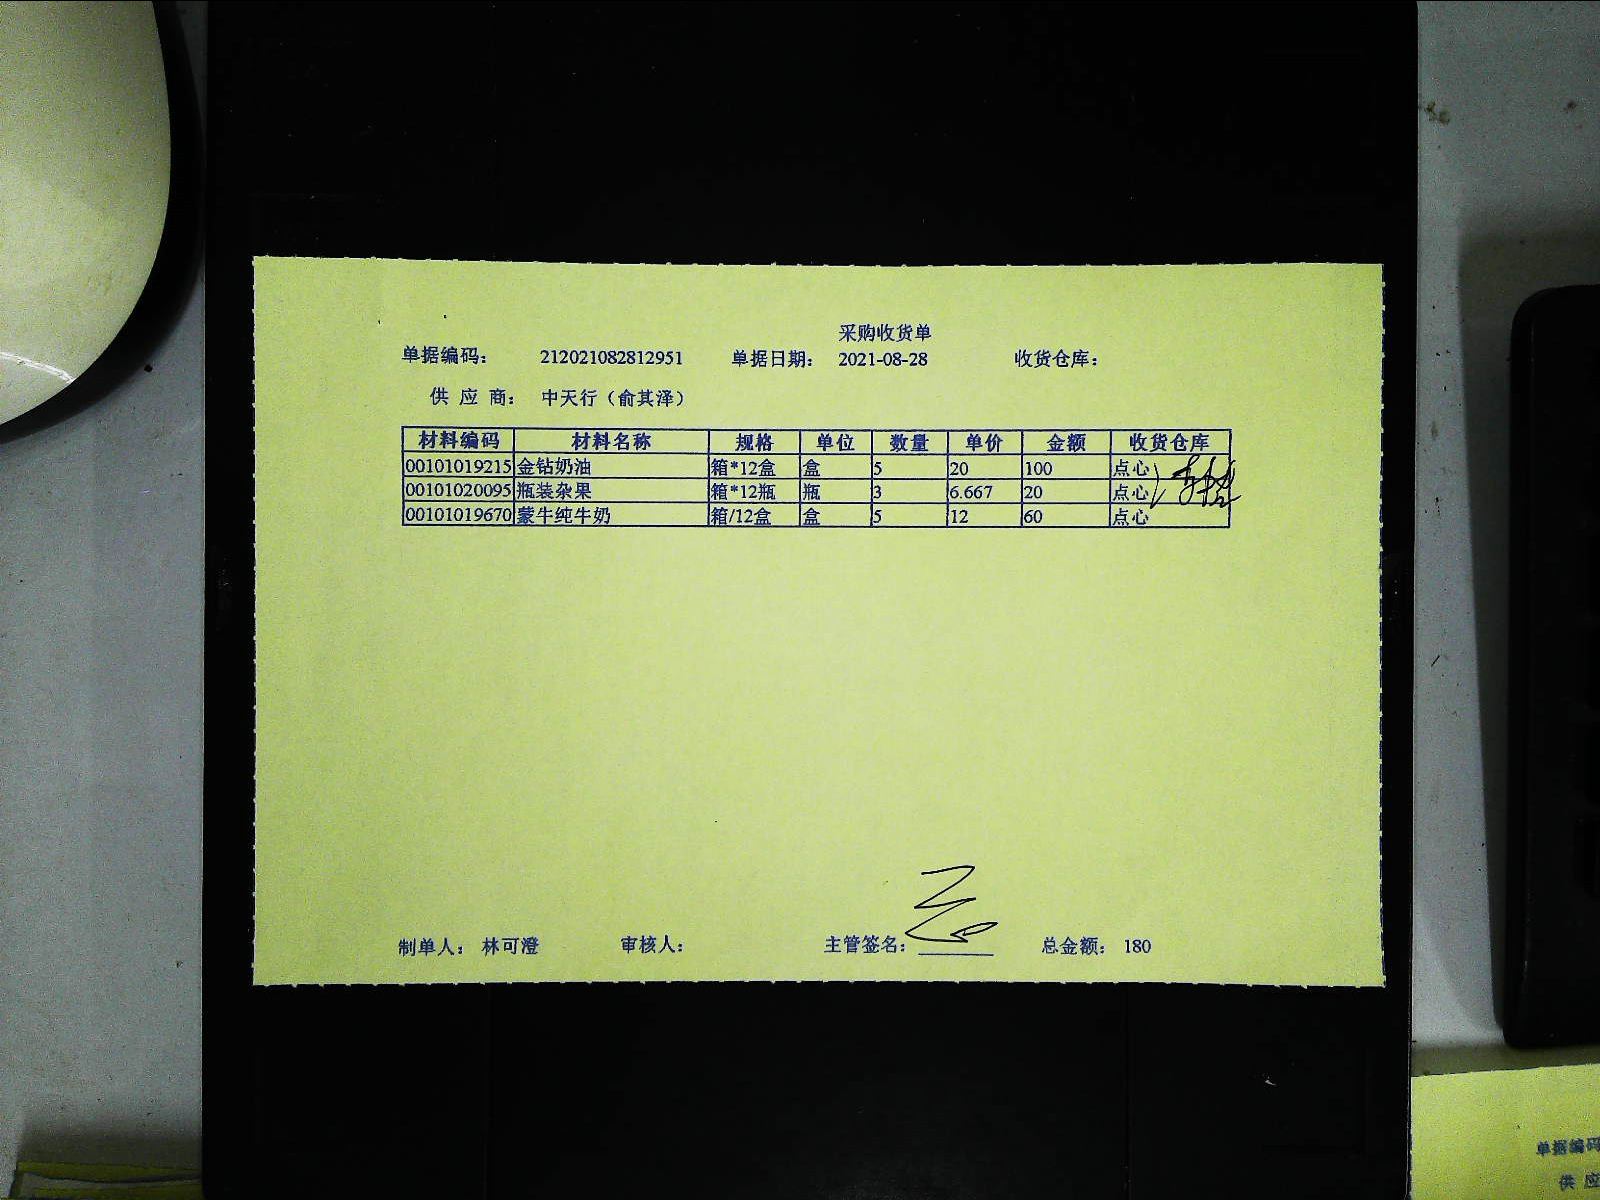 采购收货单
单据编码： 212021082812951 单据日期： 2021-08-28 收货仓库：
供 应 商： 中天行（俞其泽）
材料编码 材料名称 规格 单位 数量 单价 金额 收货仓库
00101019215 金钻奶油 箱*12盒 盒 5 20 100 点心
00101020095 瓶装杂果 箱*12瓶 瓶 3 6.667 20 点心
00101019670 蒙牛纯牛奶 箱/12盒 盒 5 12 60 点心
制单人： 林可澄 审核人： 主管签名： 总金额： 180
单据编码
供 应